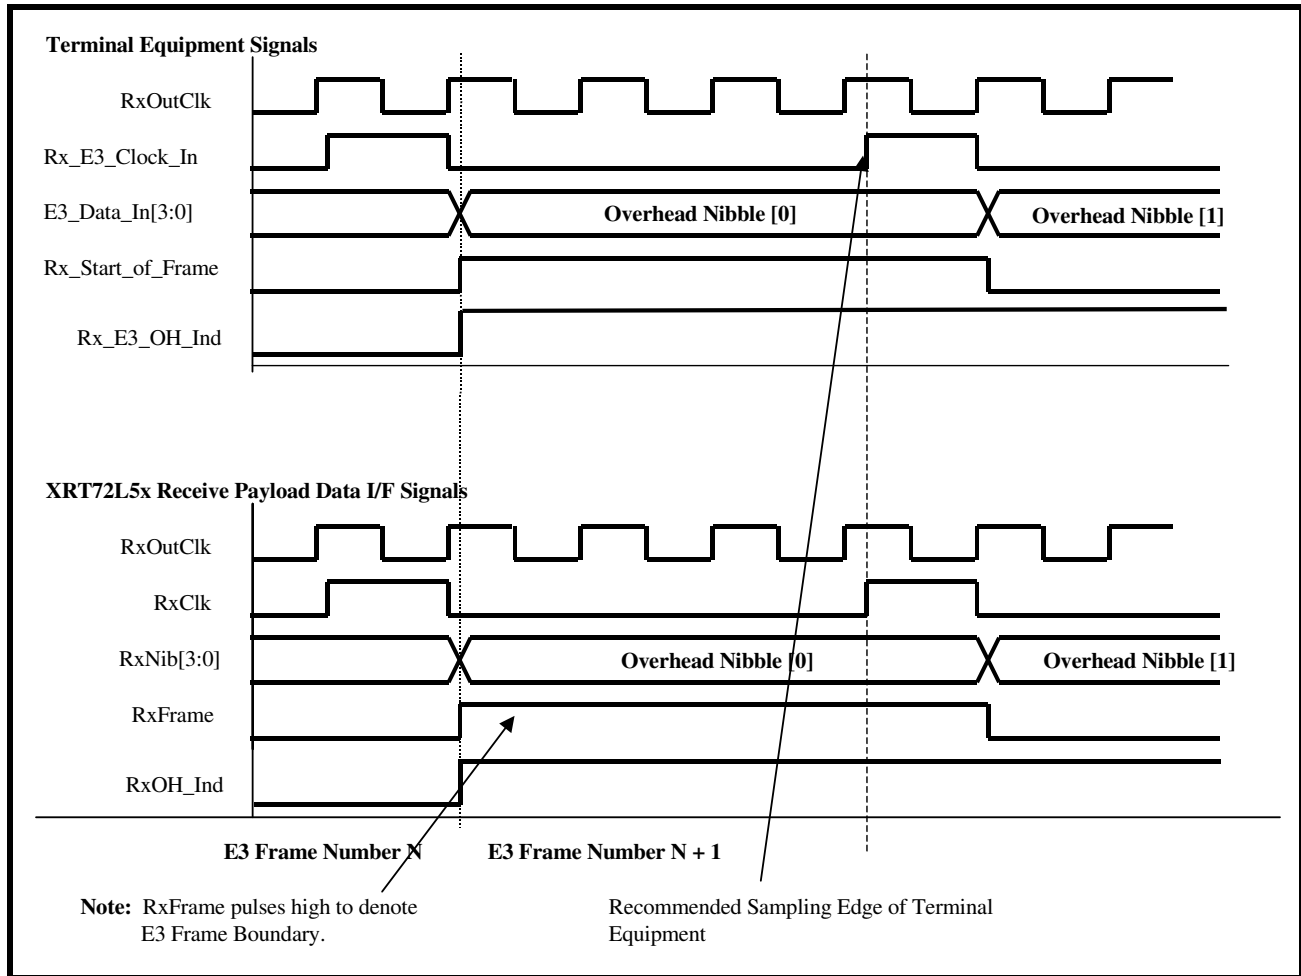 Terminal Equipment Signals
RxOutClk
Rx_E3_Clock_In
E3_Data_In[3:0]
Overhead Nibble [0]
Overhead Nibble [1]
Rx_Start_of_Frame
Rx_E3_OH_Ind
XRT72L5x Receive Payload Data I/F Signals
RxOutClk
RxClk
RxNib[3:0]
Overhead Nibble [0]
Overhead Nibble [1]
RxFrame
RxOH_Ind
E3 Frame Number N
E3 Frame Number N + 1
Note: RxFrame pulses high to denote
E3 Frame Boundary.
Recommended Sampling Edge of Terminal
Equipment